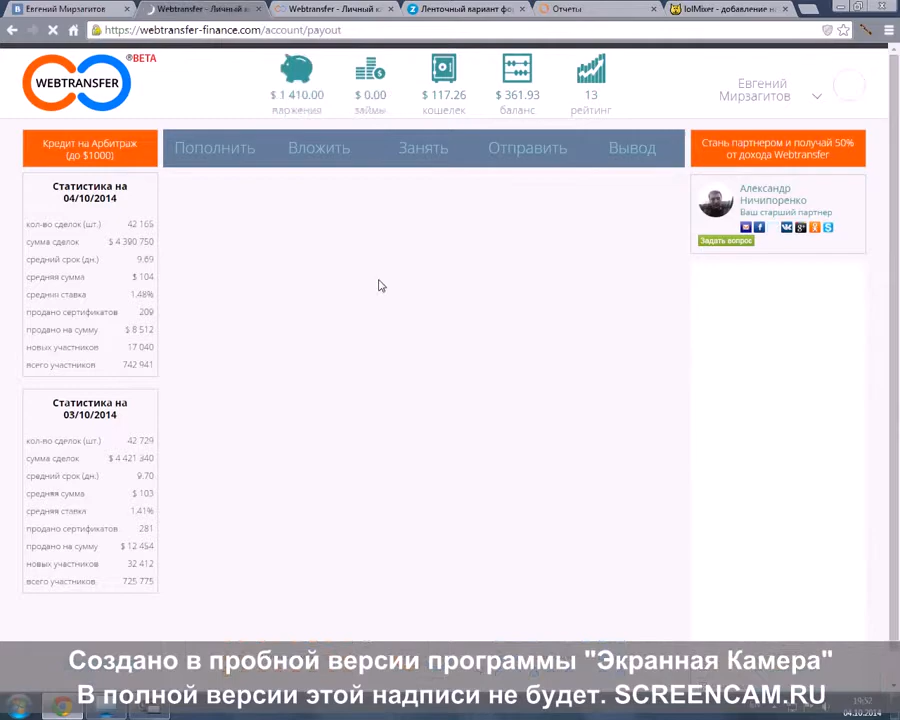 Евгений Мирзагитов
Webtransfer - Личный к
Webtransfer - Личный к
Ленточный вариант фо
Отчеты
lolMixer - добавление н
https://webtransfer-finance.com/account/payout
WEBTRANSFER
®BETA
$ 1 410.00
$ 0.00
$ 117.26
$ 361.93
13
займы
кошелек
баланс
рейтинг
Евгений
Мирзагитов
Кредит на Арбитраж
(до $1000)
Пополнить
Вложить
Занять
Отправить
Вывод
Стань партнером и получай 50%
от дохода Webtransfer
Статистика на
04/10/2014
кол-во сделок (шт.) 42 165
сумма сделок $ 4 390 750
средний срок (дн.) 9.69
средняя сумма $ 104
средняя ставка 1.48%
продано сертификатов 209
продано на сумму $ 8 512
новых участников 17 040
всего участников 742 941
Статистика на
03/10/2014
кол-во сделок (шт.) 42 729
сумма сделок $ 4 421 340
средний срок (дн.) 9.70
средняя сумма $ 103
средняя ставка 1.41%
продано сертификатов 281
продано на сумму $ 12 454
новых участников 32 412
всего участников 725 775
Александр
Ничипоренко
Ваш старший партнер
Задать вопрос
Создано в пробной версии программы "Экранная Камера"
В полной версии этой надписи не будет. SCREENCAM.RU
19:52
04.10.2014